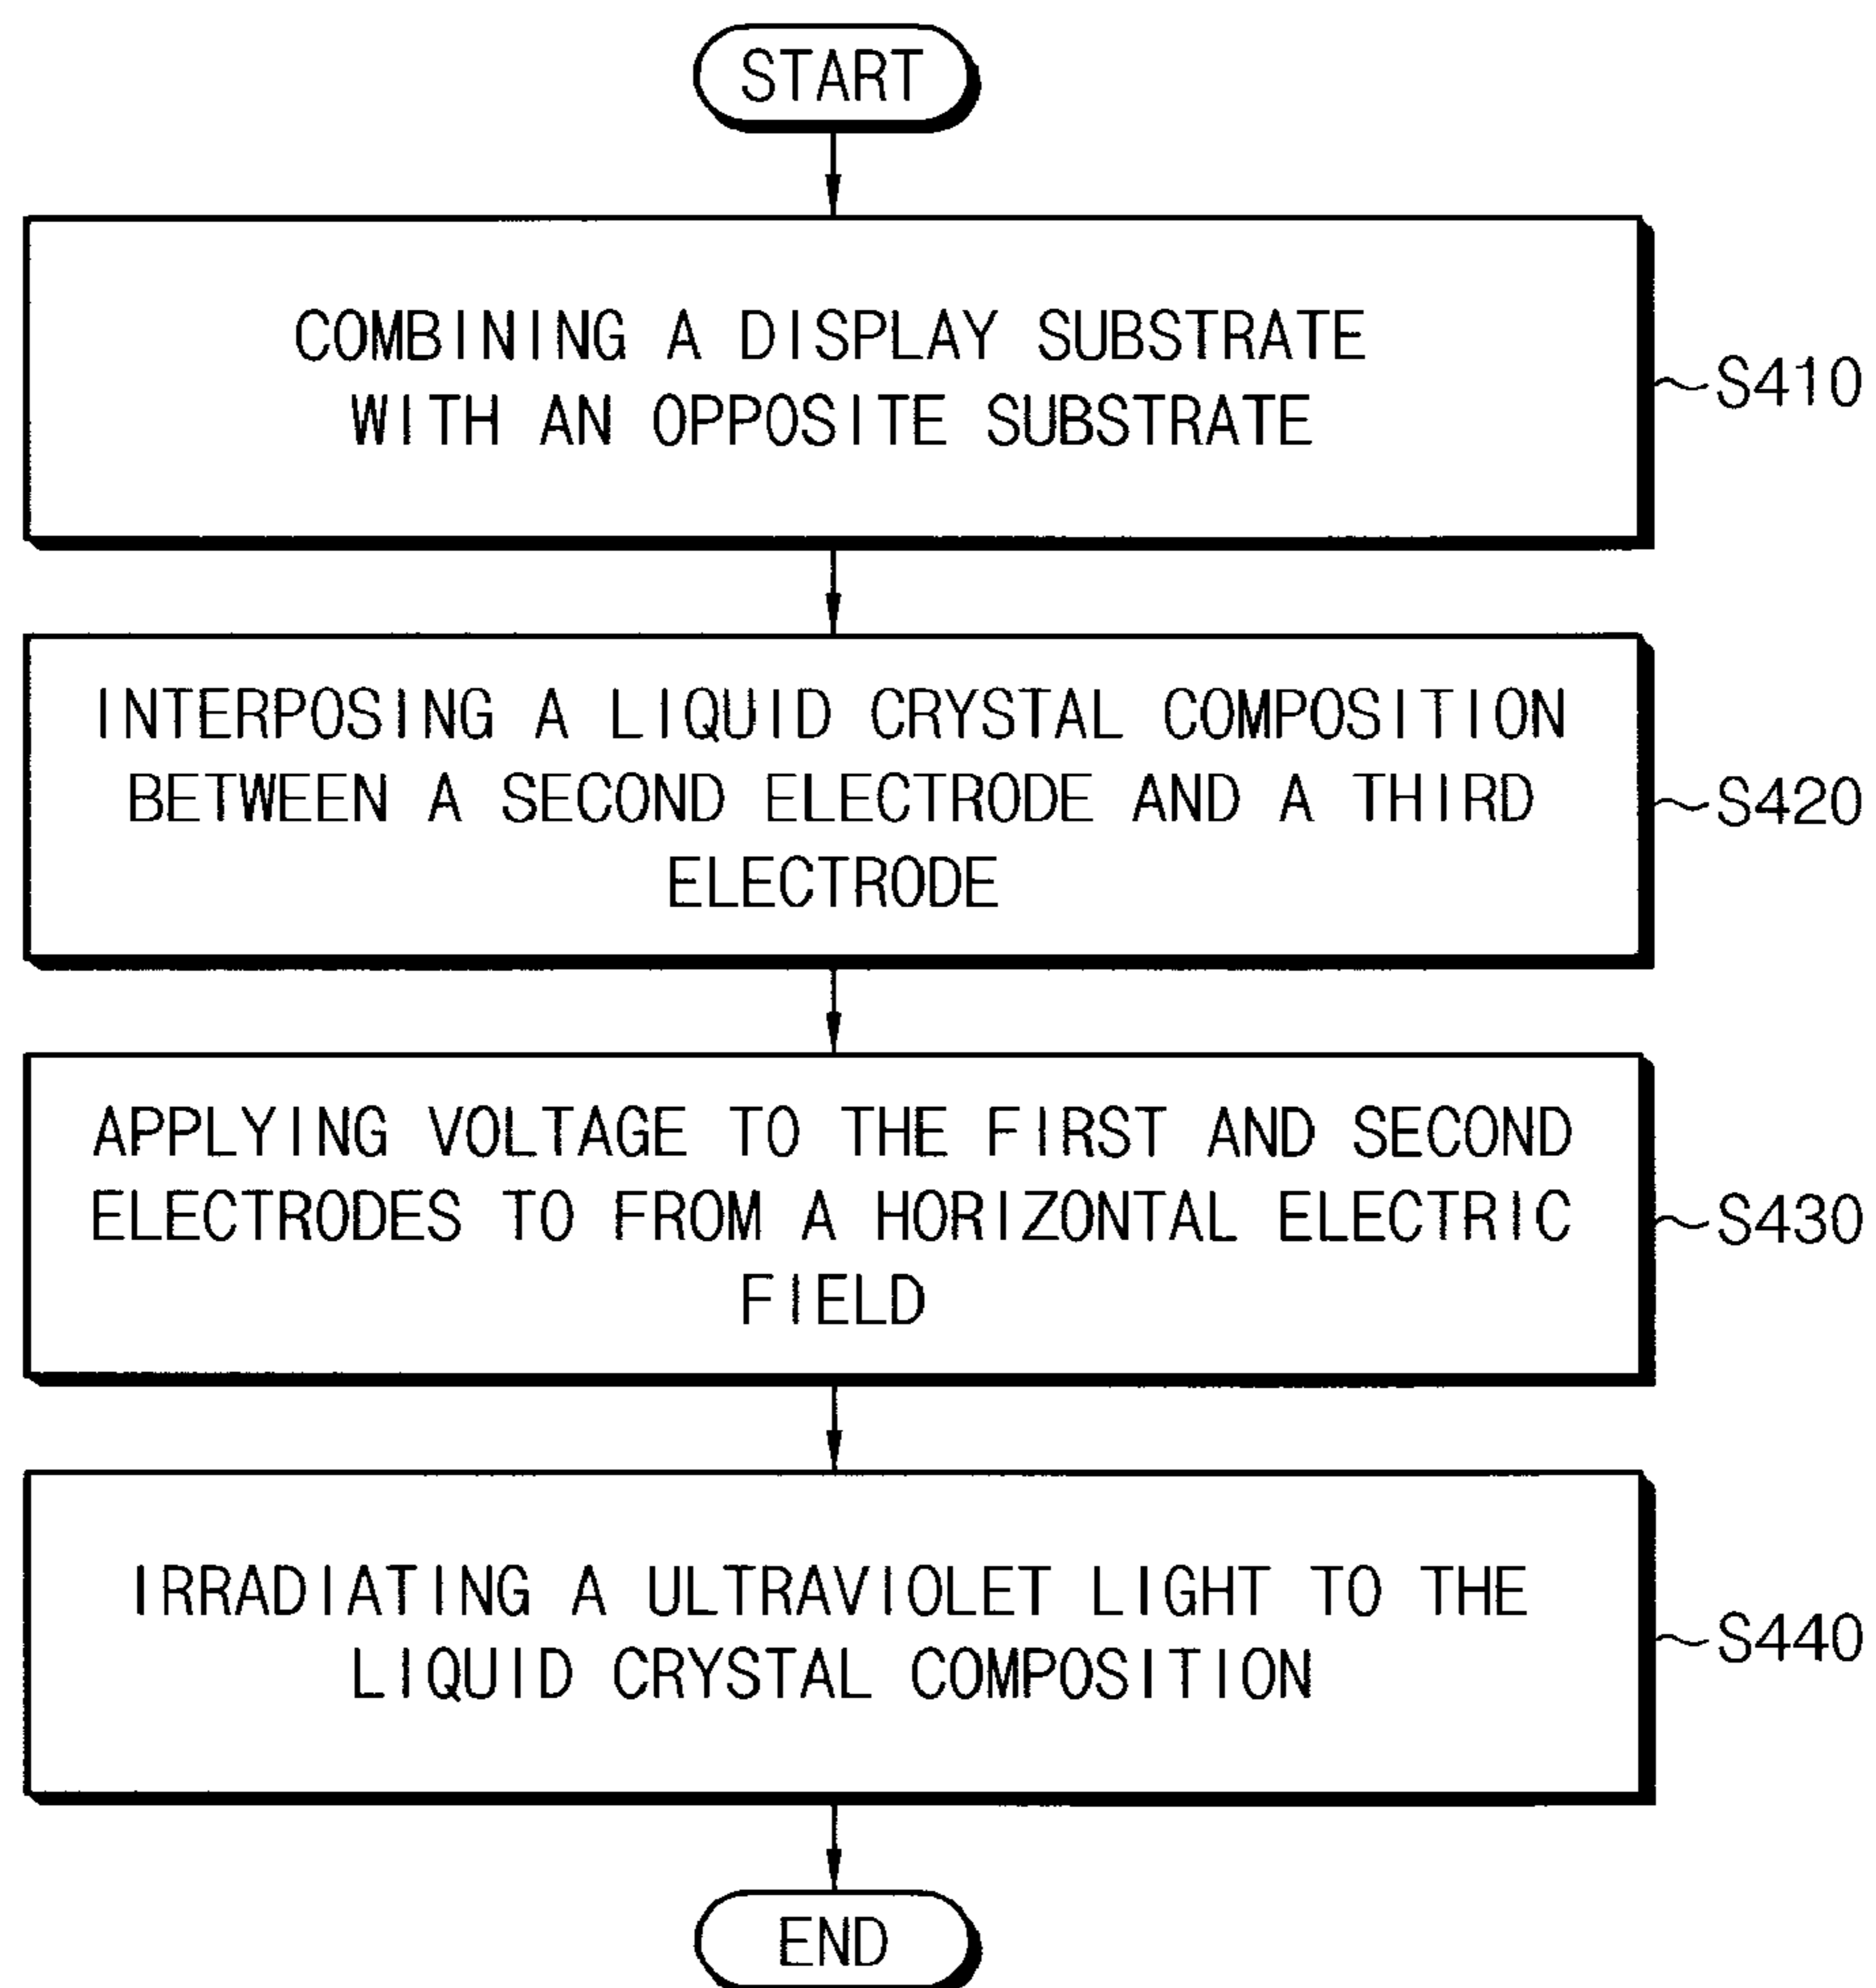 START
COMBINING A DISPLAY SUBSTRATE
WITH AN OPPOSITE SUBSTRATE
S410
INTERPOSING A LIQUID CRYSTAL COMPOSITION
BETWEEN A SECOND ELECTRODE AND A THIRD
ELECTRODE
S420
APPLYING VOLTAGE TO THE FIRST AND SECOND
ELECTRODES TO FROM A HORIZONTAL ELECTRIC
FIELD
S430
IRRADIATING A ULTRAVIOLET LIGHT TO THE
LIQUID CRYSTAL COMPOSITION
S440
END